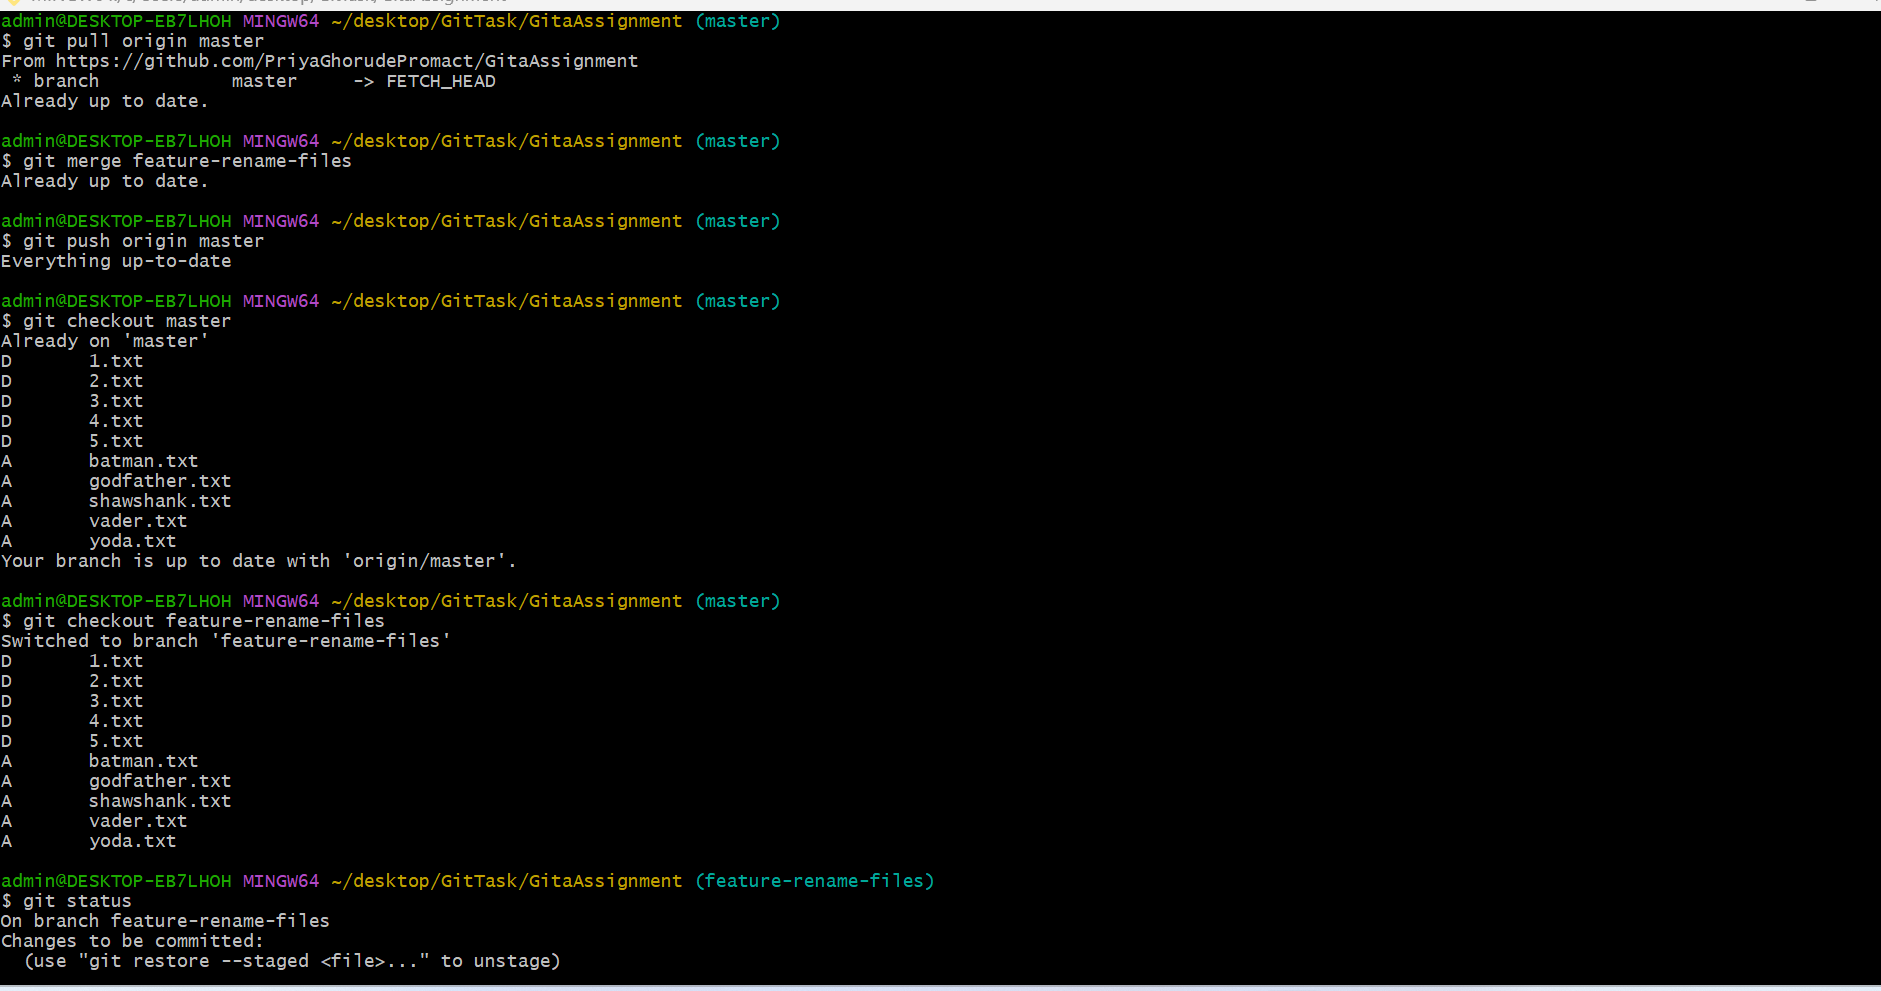 admin@DESKTOP-EB7LHOH MINGW64 ~/desktop/GitTask/GitaAssignment (master)
$ git pull origin master
From https://github.com/PriyaGhorudePromact/GitaAssignment
 * branch            master     -> FETCH_HEAD
Already up to date.
admin@DESKTOP-EB7LHOH MINGW64 ~/desktop/GitTask/GitaAssignment (master)
$ git merge feature-rename-files
Already up to date.
admin@DESKTOP-EB7LHOH MINGW64 ~/desktop/GitTask/GitaAssignment (master)
$ git push origin master
Everything up-to-date
admin@DESKTOP-EB7LHOH MINGW64 ~/desktop/GitTask/GitaAssignment (master)
$ git checkout master
Already on 'master'
D       1.txt
D       2.txt
D       3.txt
D       4.txt
D       5.txt
A       batman.txt
A       godfather.txt
A       shawshank.txt
A       vader.txt
A       yoda.txt
Your branch is up to date with 'origin/master'.
admin@DESKTOP-EB7LHOH MINGW64 ~/desktop/GitTask/GitaAssignment (master)
$ git checkout feature-rename-files
Switched to branch 'feature-rename-files'
D       1.txt
D       2.txt
D       3.txt
D       4.txt
D       5.txt
A       batman.txt
A       godfather.txt
A       shawshank.txt
A       vader.txt
A       yoda.txt
admin@DESKTOP-EB7LHOH MINGW64 ~/desktop/GitTask/GitaAssignment (feature-rename-files)
$ git status
On branch feature-rename-files
Changes to be committed:
  (use "git restore --staged <file>..." to unstage)